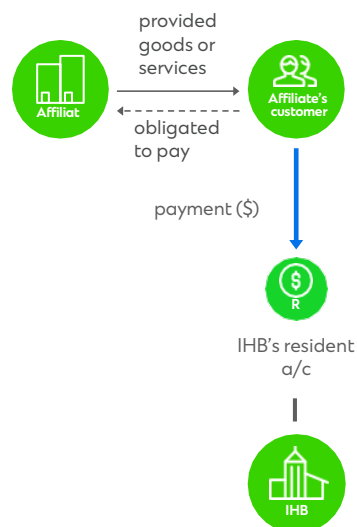 provided
goods or
services
Affiliat
Affiliate's
customer
obligated
to pay
payment ($)
$
R
IHB's resident
a/c
IHB